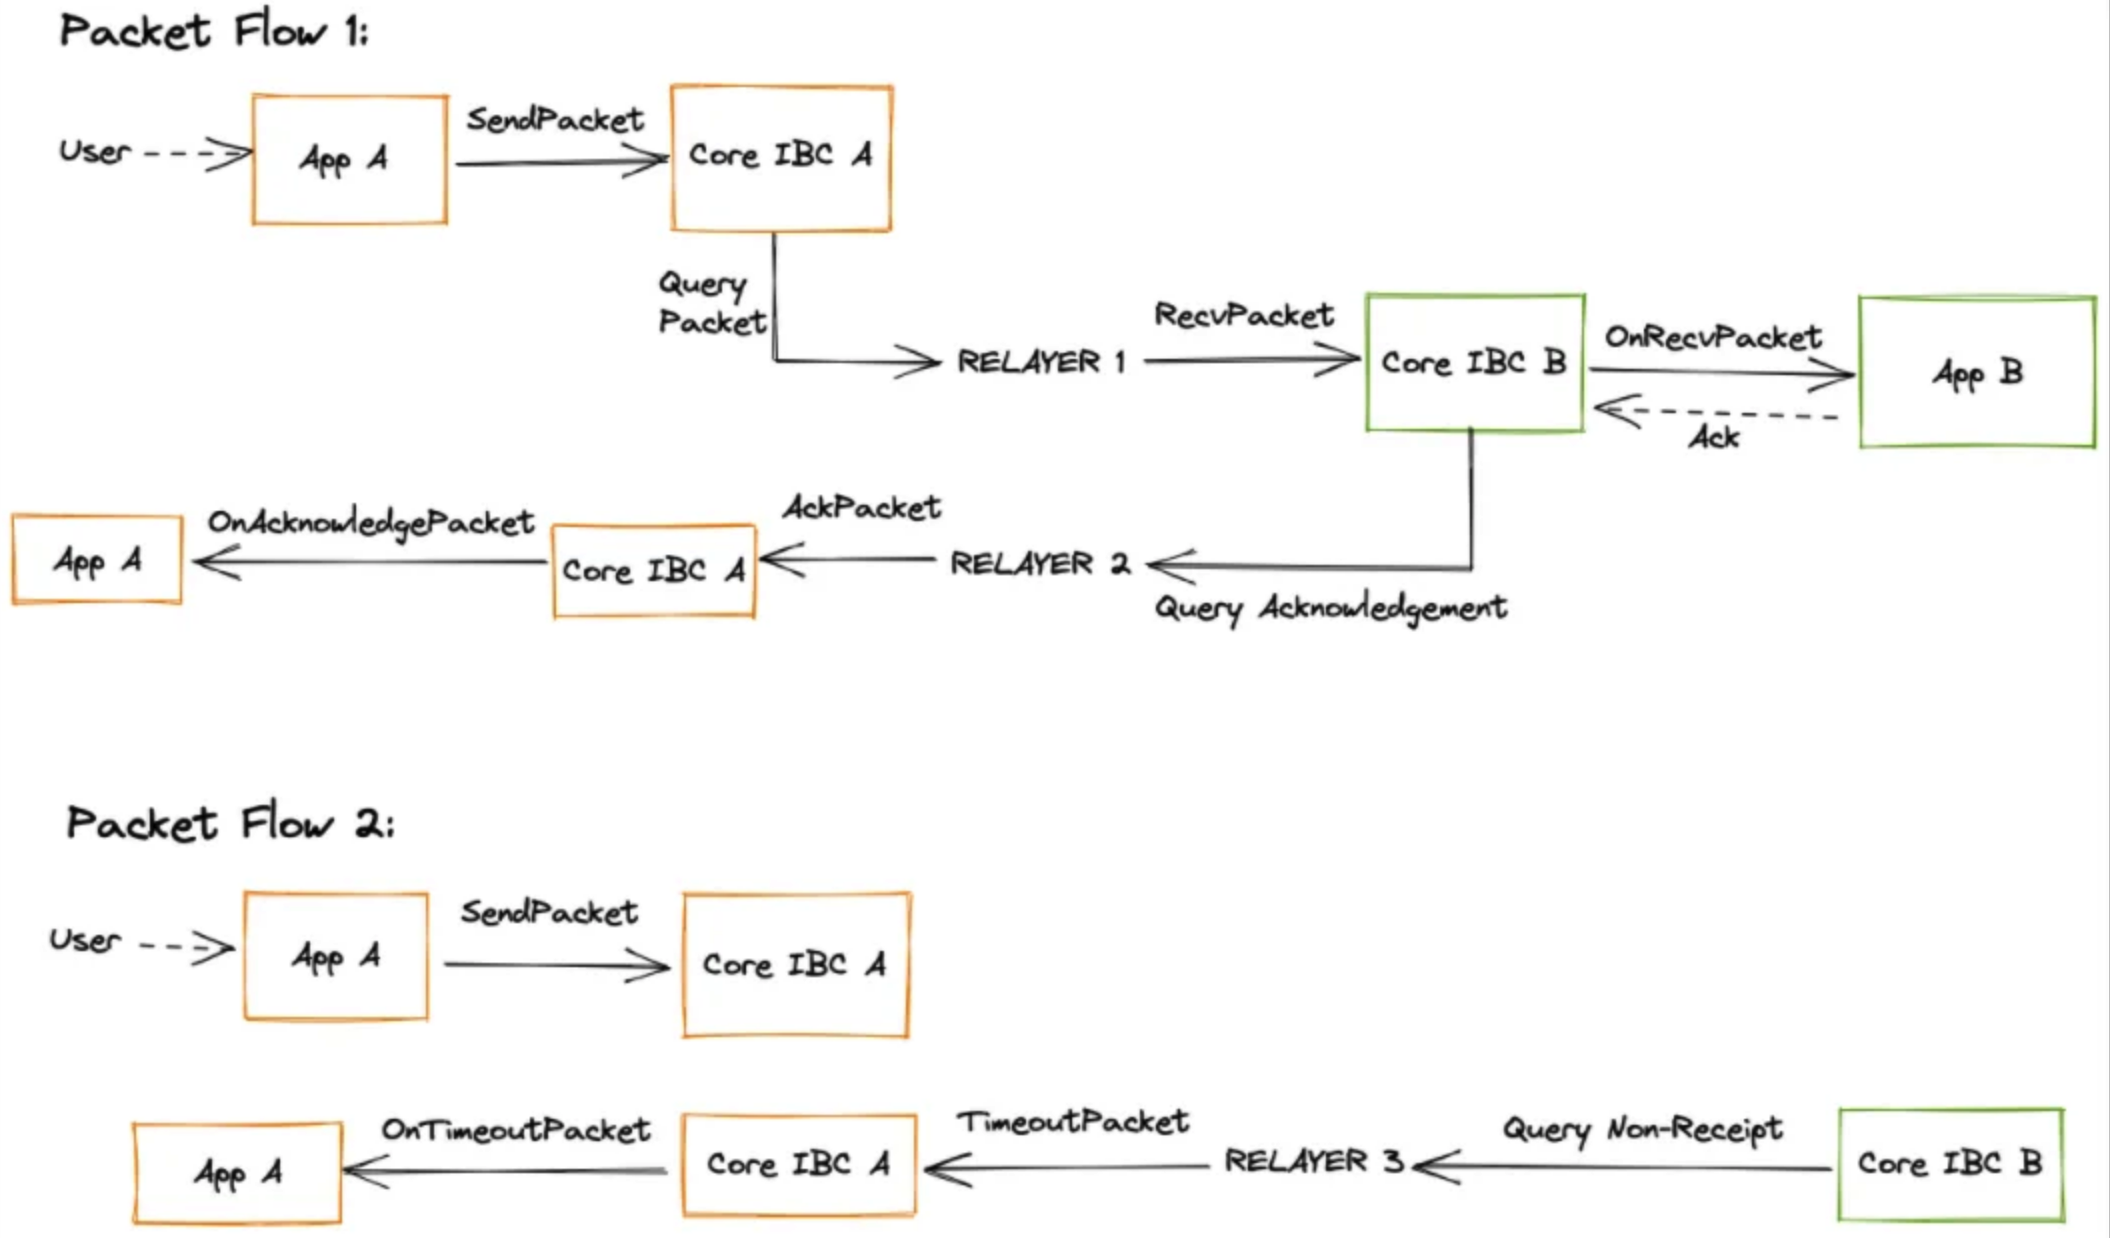 Packet Flow 1:
User
App A
SendPacket
Core IBC A
Query
Packet
RELAYER 1
RecvPacket
Core IBC B
OnRecvPacket
App B
Ack
App A
OnAcknowledgePacket
Core IBC A
AckPacket
RELAYER 2
Query Acknowledgement
Packet Flow 2:
User
App A
SendPacket
Core IBC A
App A
OnTimeoutPacket
Core IBC A
TimeoutPacket
RELAYER 3
Query Non-Receipt
Core IBC B